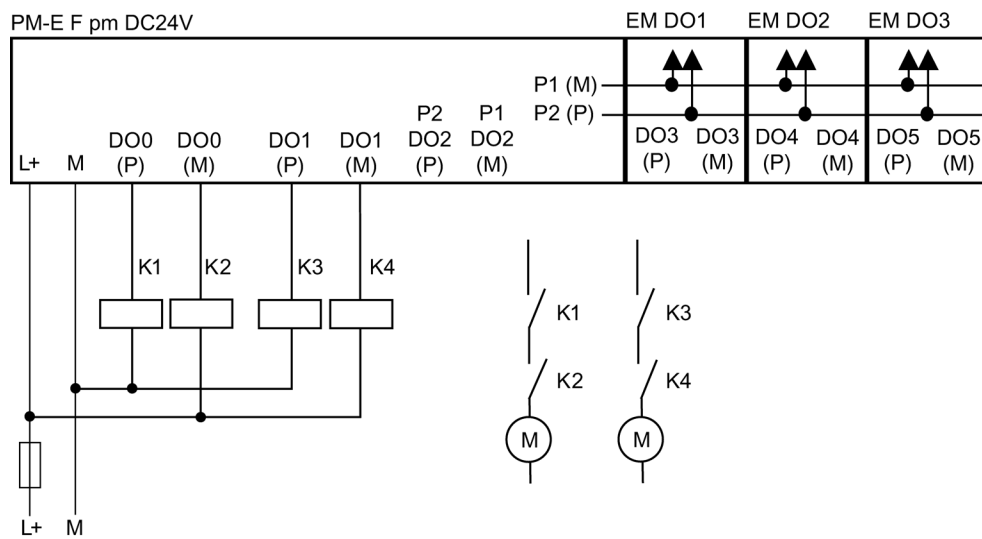 PM-E F pm DC24V
EM DO1 EM DO2 EM DO3
P1 (M)
P2 (P)
L+ M DO0 (P) DO0 (M) DO1 (P) DO1 (M) P2 DO2 (P) P1 DO2 (M)
DO3 (P) DO3 (M) DO4 (P) DO4 (M) DO5 (P) DO5 (M)
K1 K2 K3 K4
K1 K3
K2 K4
M M
L+ M